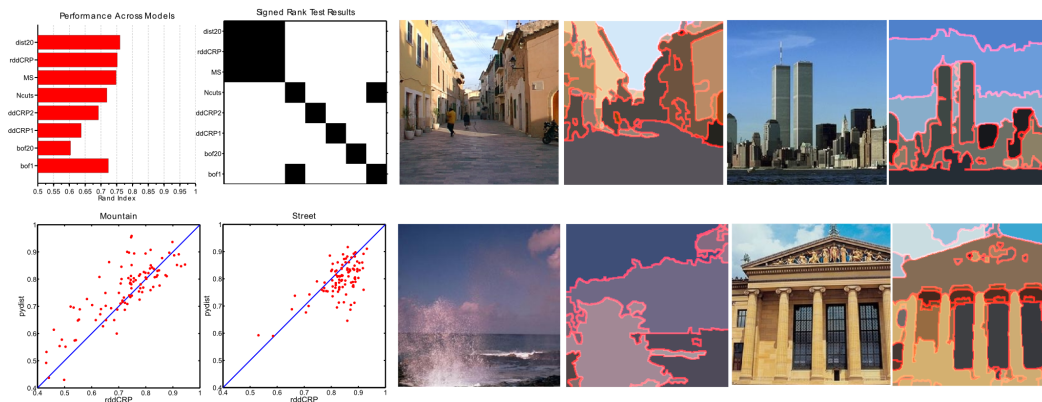 Performance Across Models
dist20
rddCRP
MS
Ncuts
ddCRP2
ddCRP1
bof20
bof1
0.5 0.55 0.6 0.65 0.7 0.75 0.8 0.85 0.9 0.95 1
Rand Index
Signed Rank Test Results
dist20
rddCRP
MS
Ncuts
ddCRP2
ddCRP1
bof20
bof1
Mountain
pydist
1
0.9
0.8
0.7
0.6
0.5
0.4
0.4 0.5 0.6 0.7 0.8 0.9 1
rddCRP
Street
pydist
1
0.9
0.8
0.7
0.6
0.5
0.4
0.4 0.5 0.6 0.7 0.8 0.9 1
rddCRP